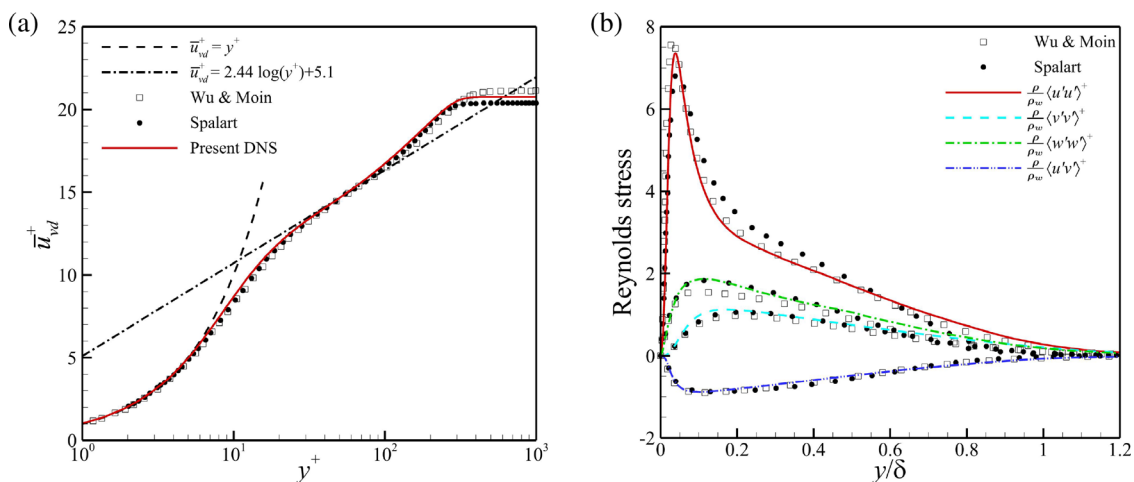 (a)
25
20
15
10
5
0
10⁰
10¹
10²
10³
ū⁺_vd
y⁺
ū⁺_vd = y⁺
ū⁺_vd = 2.44 log(y⁺)+5.1
Wu & Moin
Spalart
Present DNS
(b)
8
6
4
2
0
-2
0
0.2
0.4
0.6
0.8
1
1.2
Reynolds stress
y/δ
Wu & Moin
Spalart
ρ/ρ_w ⟨u'u'⟩⁺
ρ/ρ_w ⟨v'v'⟩⁺
ρ/ρ_w ⟨w'w'⟩⁺
ρ/ρ_w ⟨u'v'⟩⁺